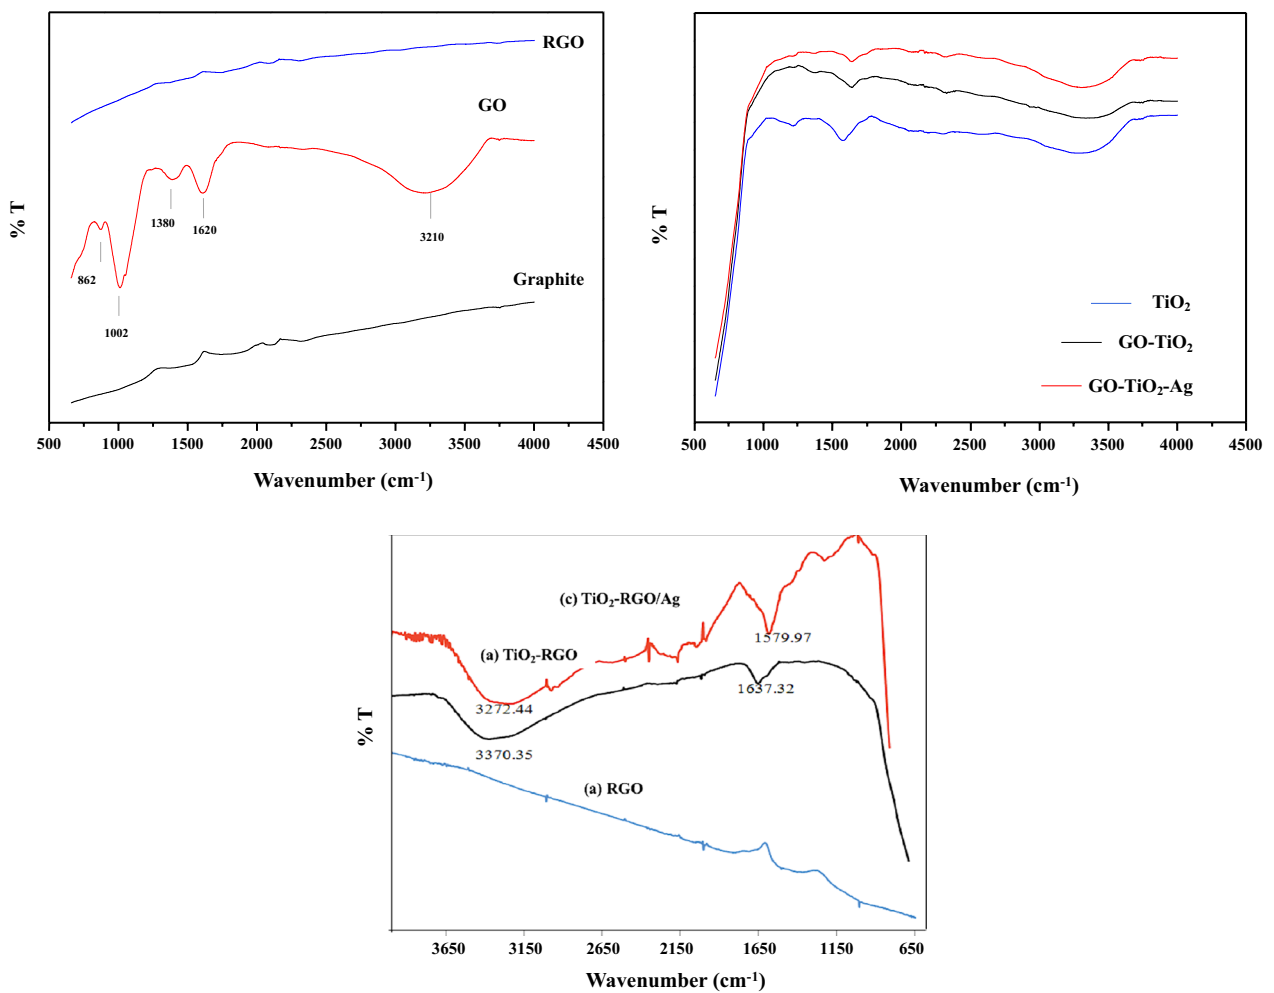 RGO
GO
1380
1620
3210
862
Graphite
1002
% T
500 1000 1500 2000 2500 3000 3500 4000 4500
Wavenumber (cm⁻¹)
% T
TiO₂
GO-TiO₂
GO-TiO₂-Ag
500 1000 1500 2000 2500 3000 3500 4000 4500
Wavenumber (cm⁻¹)
(c) TiO₂-RGO/Ag
1579.97
(a) TiO₂-RGO
1637.32
3272.44
% T
3370.35
(a) RGO
3650 3150 2650 2150 1650 1150 650
Wavenumber (cm⁻¹)